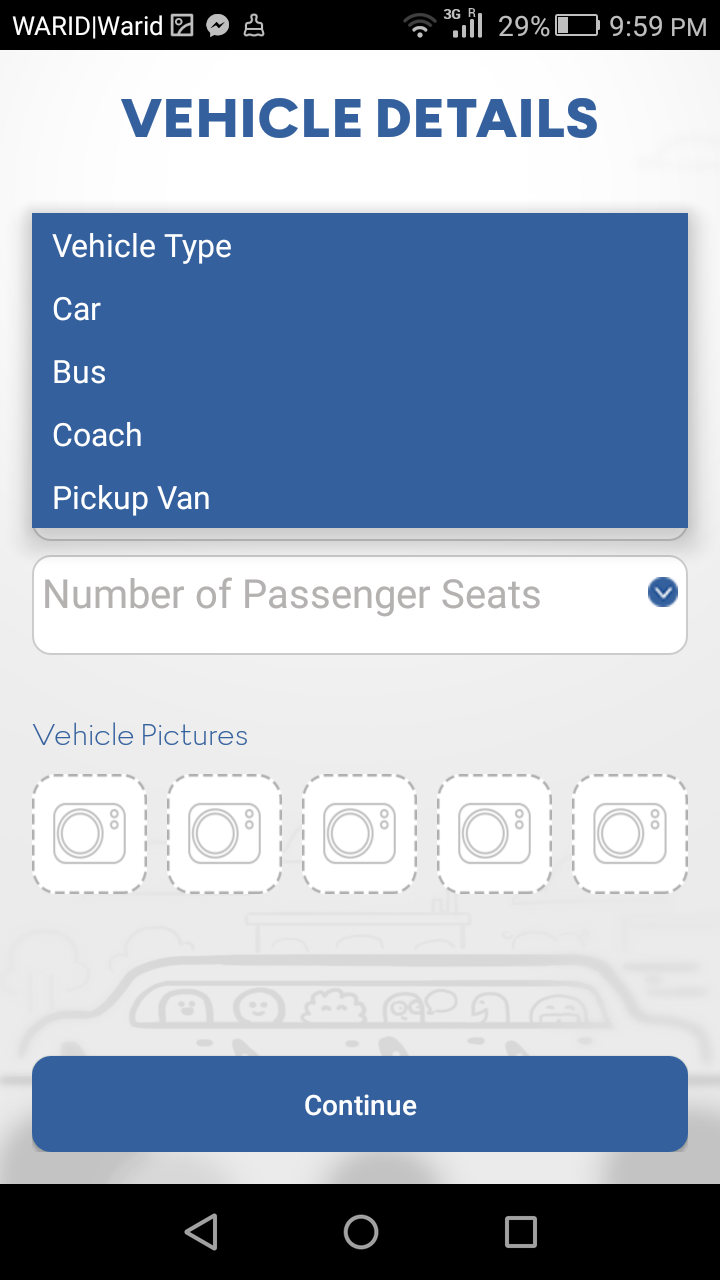 WARID|Warid 3G R 29% 9:59 PM
VEHICLE DETAILS
Vehicle Type
Car
Bus
Coach
Pickup Van
Number of Passenger Seats
Vehicle Pictures
Continue